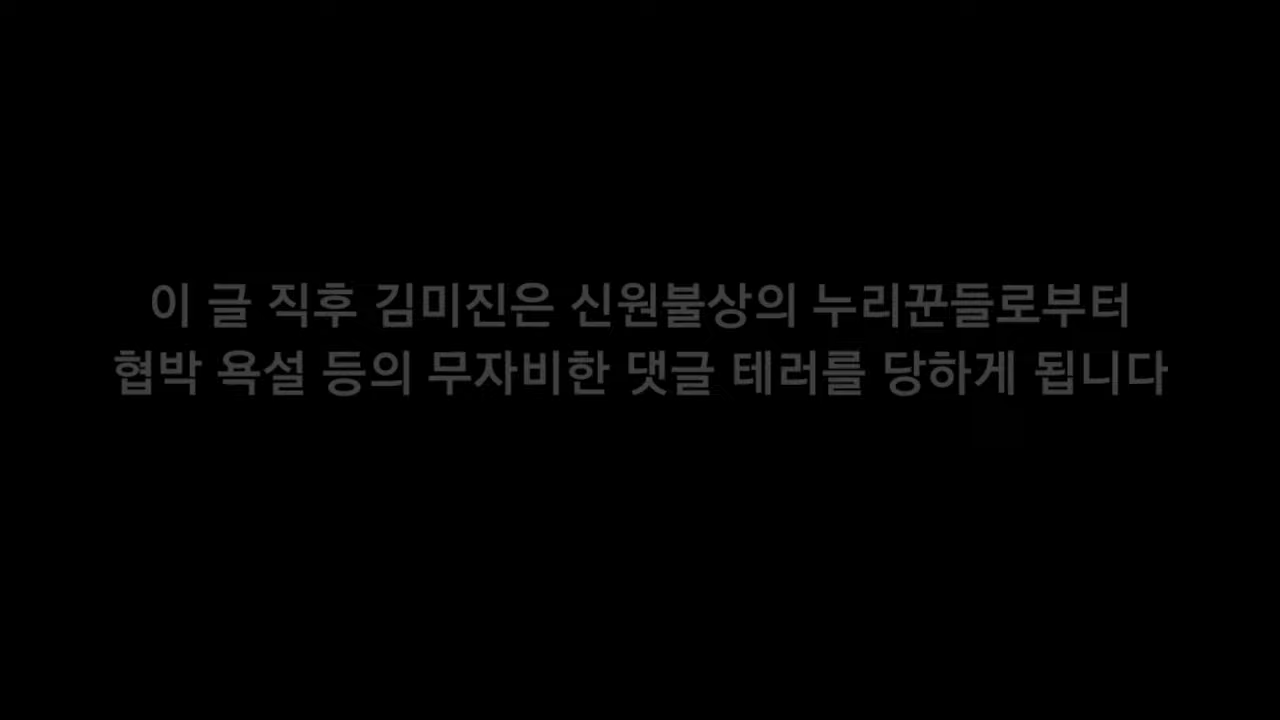 이 글 직후 김미진은 신원불상의 누리꾼들로부터
협박 욕설 등의 무자비한 댓글 테러를 당하게 됩니다